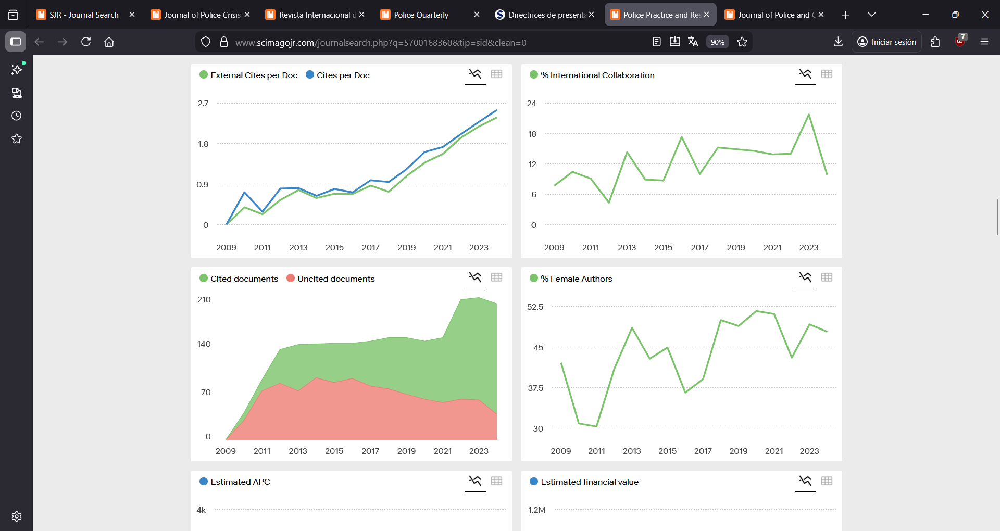 SJR - Journal Search
Journal of Police Crisis
Revista Internacional d
Police Quarterly
Directrices de presenta
Police Practice and Res
Journal of Police and C
www.scimagojr.com/journalsearch.php?q=5700168360&tip=sid&clean=0
90%
Iniciar sesión
7
External Cites per Doc Cites per Doc
2.7
1.8
0.9
0
2009 2011 2013 2015 2017 2019 2021 2023
% International Collaboration
24
18
12
6
0
2009 2011 2013 2015 2017 2019 2021 2023
Cited documents Uncited documents
210
140
70
0
2009 2011 2013 2015 2017 2019 2021 2023
% Female Authors
52.5
45
37.5
30
2009 2011 2013 2015 2017 2019 2021 2023
Estimated APC
4k
Estimated financial value
1.2M